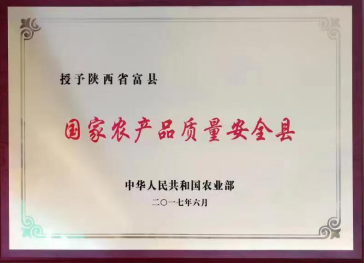 授予陕西省富县
国家农产品质量安全县
中华人民共和国农业部
二〇一七年六月